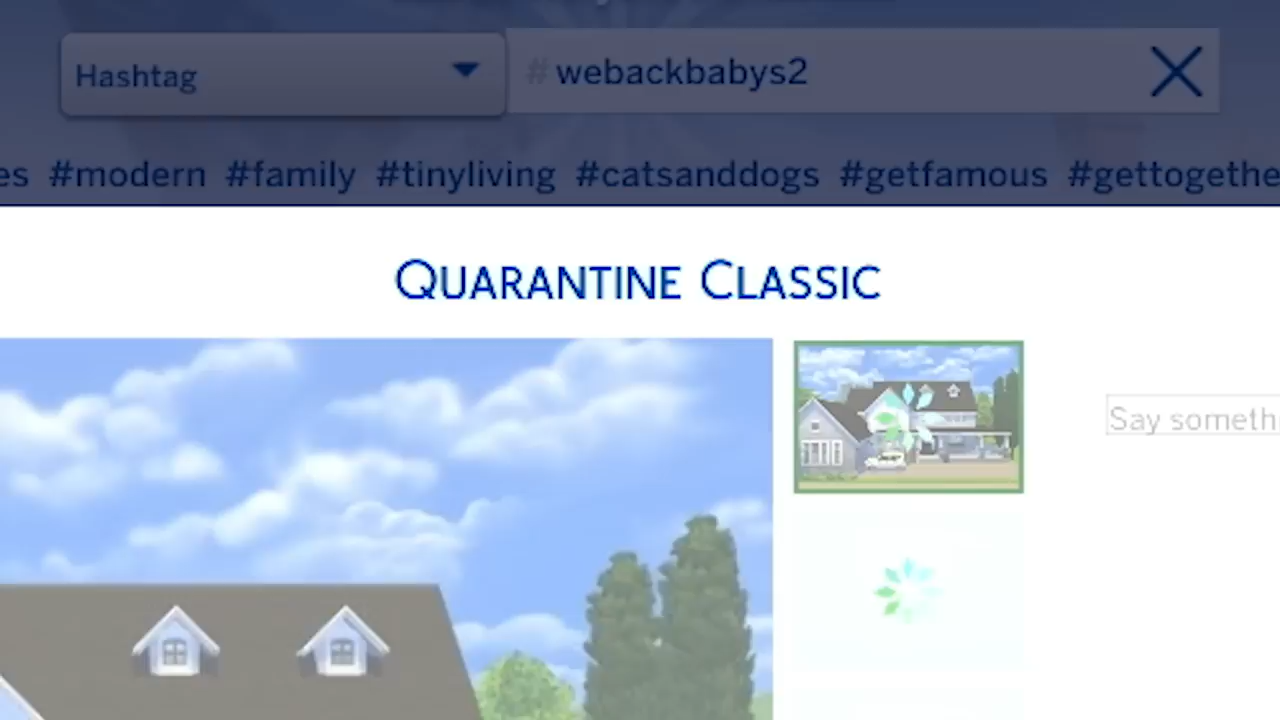 Hashtag
#webackbabys2
es #modern #family #tinyliving #catsanddogs #getfamous #gettogethe
QUARANTINE CLASSIC
Say someth